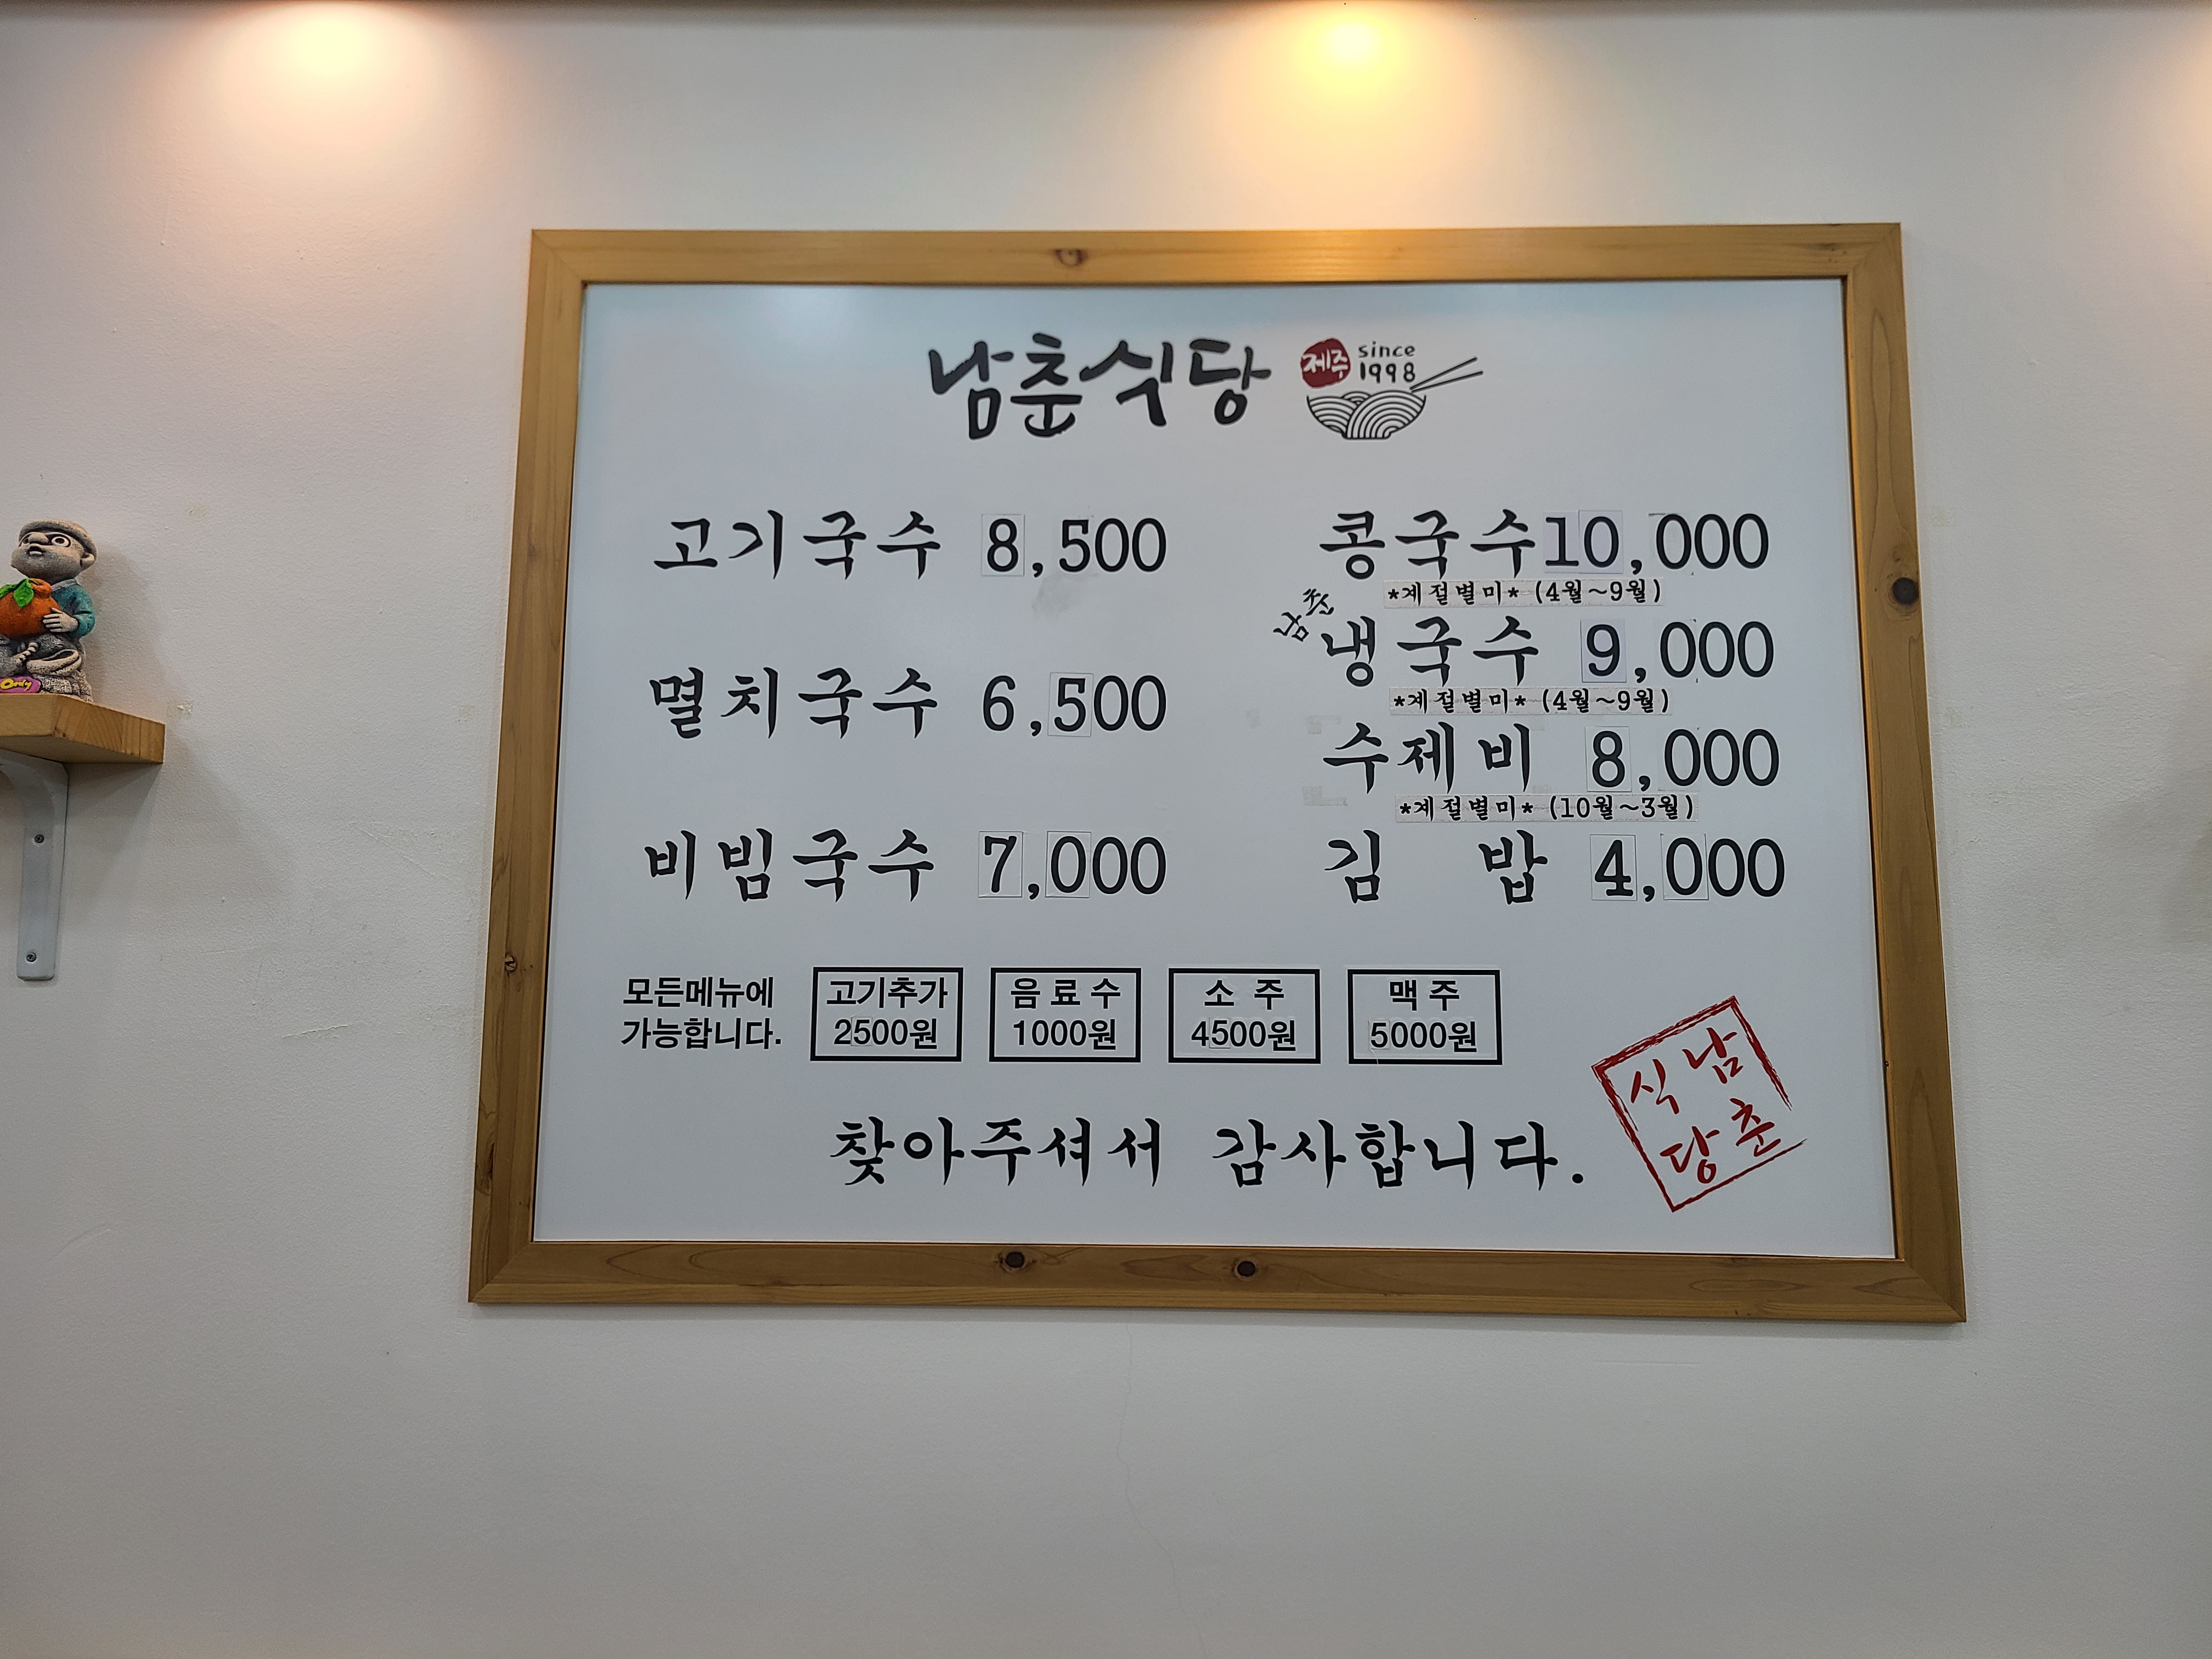 남춘식당
제주
since
1998
고기국수 8,500
멸치국수 6,500
비빔국수 7,000
콩국수 10,000
*계절별미* (4월~9월)
남춘
냉국수 9,000
*계절별미* (4월~9월)
수제비 8,000
*계절별미* (10월~3월)
김 밥 4,000
모든메뉴에
가능합니다.
고기추가
2500원
음료수
1000원
소 주
4500원
맥 주
5000원
찾아주셔서 감사합니다.
남춘
식당
Only